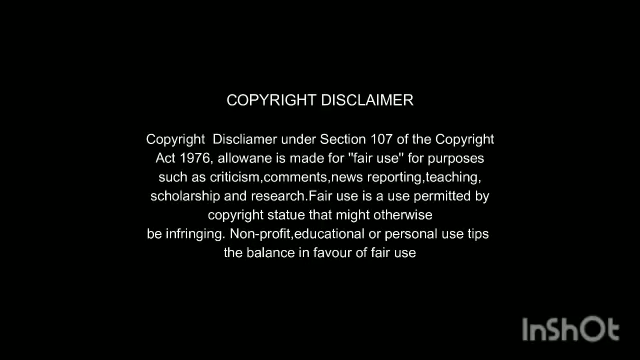 COPYRIGHT DISCLAIMER
Copyright Discliamer under Section 107 of the Copyright
Act 1976, allowane is made for "fair use" for purposes
such as criticism,comments,news reporting,teaching,
scholarship and research.Fair use is a use permitted by
copyright statue that might otherwise
be infringing. Non-profit,educational or personal use tips
the balance in favour of fair use
InShOt